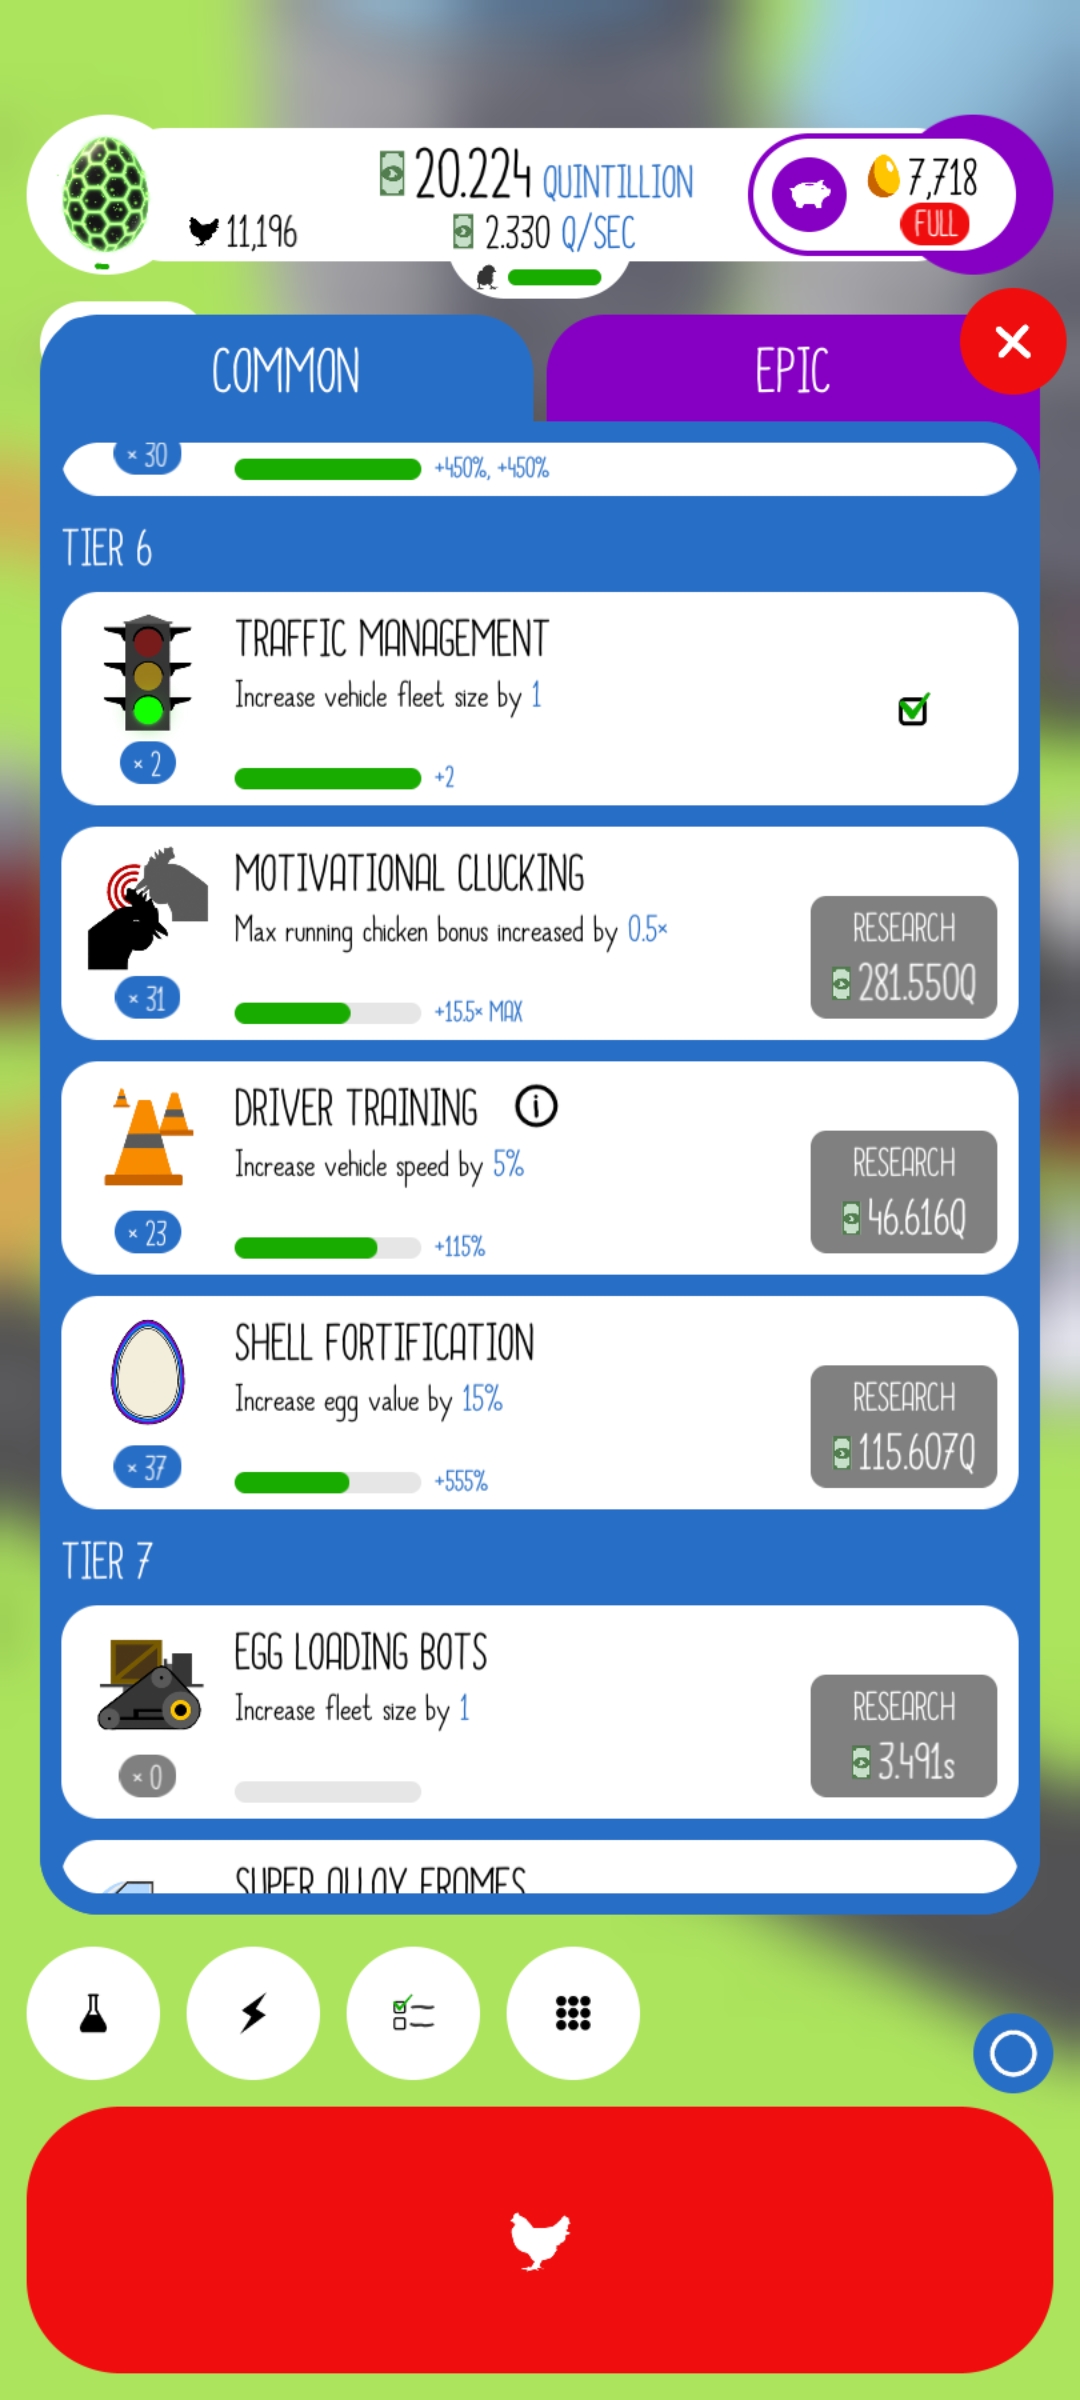 20.224 QUINTILLION
11,196
2.330 Q/SEC
7,718
FULL
COMMON
EPIC
× 30
+450%, +450%
TIER 6
TRAFFIC MANAGEMENT
Increase vehicle fleet size by 1
× 2
+2
MOTIVATIONAL CLUCKING
Max running chicken bonus increased by 0.5×
RESEARCH
281.550Q
× 31
+15.5× MAX
DRIVER TRAINING
Increase vehicle speed by 5%
RESEARCH
46.616Q
× 23
+115%
SHELL FORTIFICATION
Increase egg value by 15%
RESEARCH
115.607Q
× 37
+555%
TIER 7
EGG LOADING BOTS
Increase fleet size by 1
RESEARCH
3.491s
× 0
SUPER ALLOY FRAMES